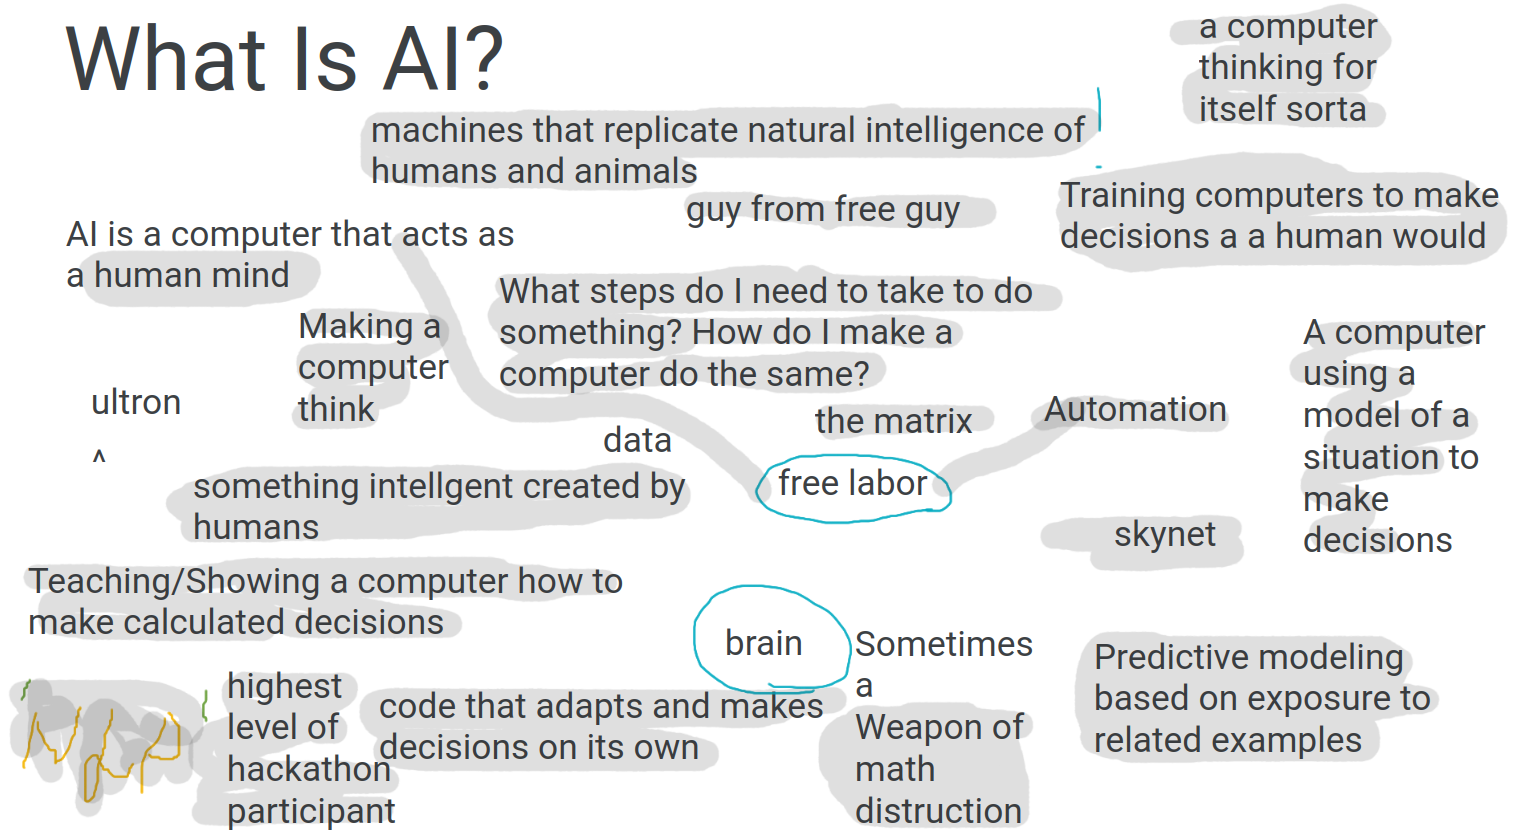 What Is AI?
a computer
thinking for
itself sorta
machines that replicate natural intelligence of
humans and animals
guy from free guy
Training computers to make
decisions a a human would
AI is a computer that acts as
a human mind
What steps do I need to take to do
something? How do I make a
computer do the same?
Making a
computer
think
A computer
using a
model of a
situation to
make
decisions
ultron
^
the matrix
Automation
data
free labor
something intellgent created by
humans
skynet
Teaching/Showing a computer how to
make calculated decisions
brain
Sometimes
a
Weapon of
math
distruction
Predictive modeling
based on exposure to
related examples
highest
level of
hackathon
participant
code that adapts and makes
decisions on its own